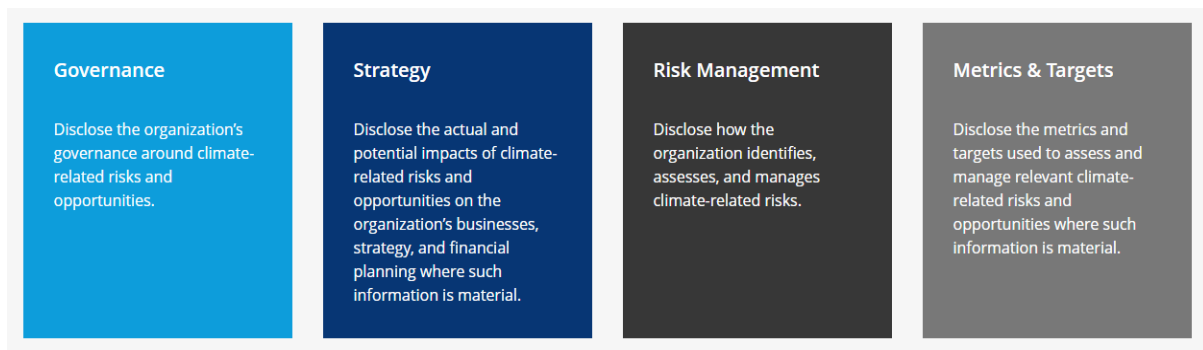 Governance
Disclose the organization’s
governance around climate-
related risks and
opportunities.
Strategy
Disclose the actual and
potential impacts of climate-
related risks and
opportunities on the
organization’s businesses,
strategy, and financial
planning where such
information is material.
Risk Management
Disclose how the
organization identifies,
assesses, and manages
climate-related risks.
Metrics & Targets
Disclose the metrics and
targets used to assess and
manage relevant climate-
related risks and
opportunities where such
information is material.